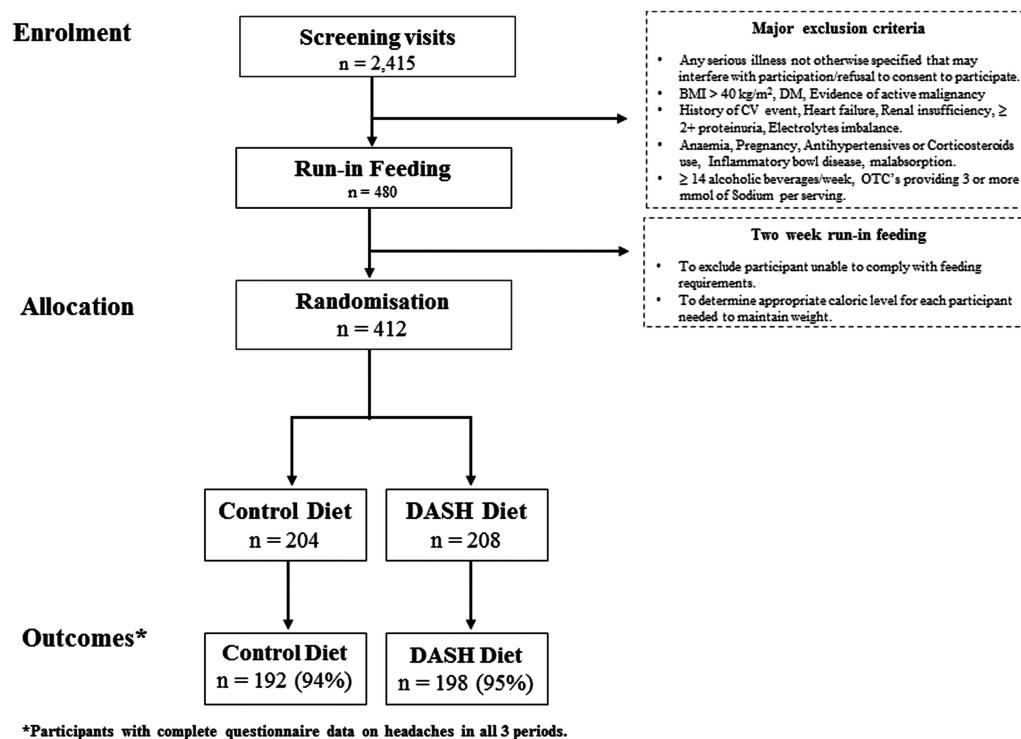 Enrolment
Screening visits
n = 2,415
Major exclusion criteria
• Any serious illness not otherwise specified that may
interfere with participation/refusal to consent to participate.
• BMI > 40 kg/m², DM, Evidence of active malignancy
• History of CV event, Heart failure, Renal insufficiency, ≥
2+ proteinuria, Electrolytes imbalance.
• Anaemia, Pregnancy, Antihypertensives or Corticosteroids
use, Inflammatory bowl disease, malabsorption.
• ≥ 14 alcoholic beverages/week, OTC's providing 3 or more
mmol of Sodium per serving.
Run-in Feeding
n = 480
Two week run-in feeding
• To exclude participant unable to comply with feeding
requirements.
• To determine appropriate caloric level for each participant
needed to maintain weight.
Allocation
Randomisation
n = 412
Control Diet
n = 204
DASH Diet
n = 208
Outcomes*
Control Diet
n = 192 (94%)
DASH Diet
n = 198 (95%)
*Participants with complete questionnaire data on headaches in all 3 periods.